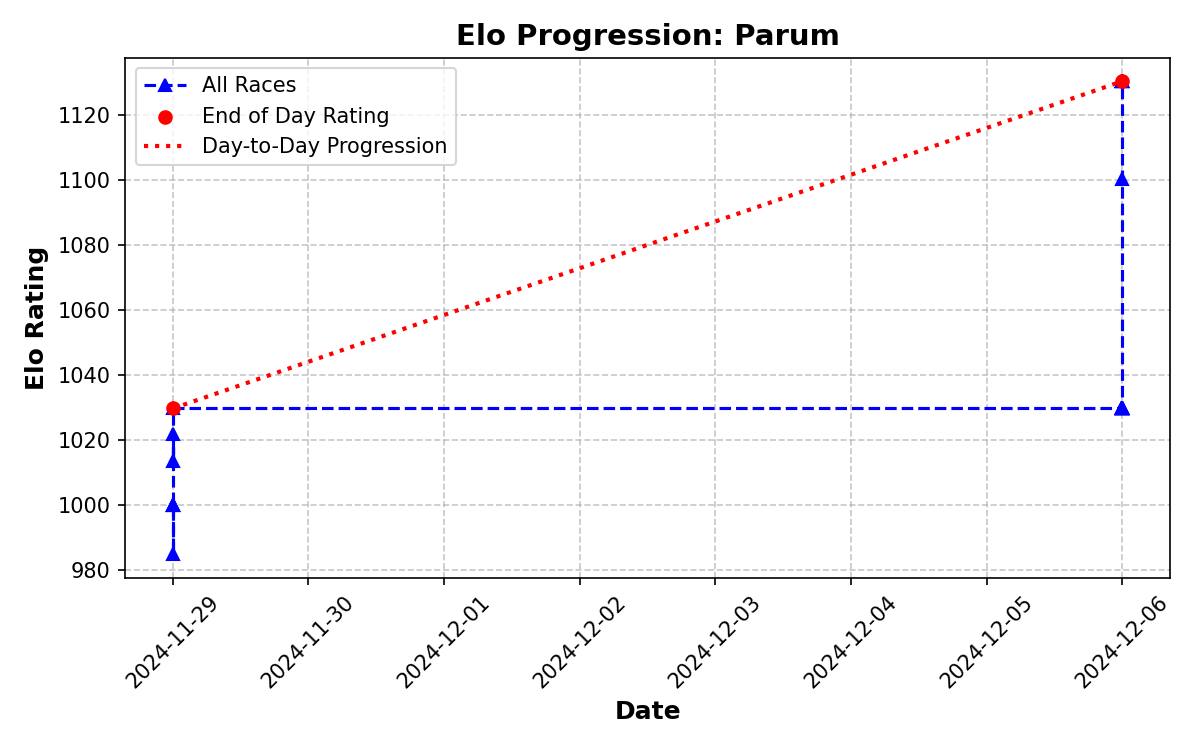 Elo Progression: Parum
All Races
End of Day Rating
Day-to-Day Progression
Elo Rating
1120
1100
1080
1060
1040
1020
1000
980
2024-11-29
2024-11-30
2024-12-01
2024-12-02
2024-12-03
2024-12-04
2024-12-05
2024-12-06
Date